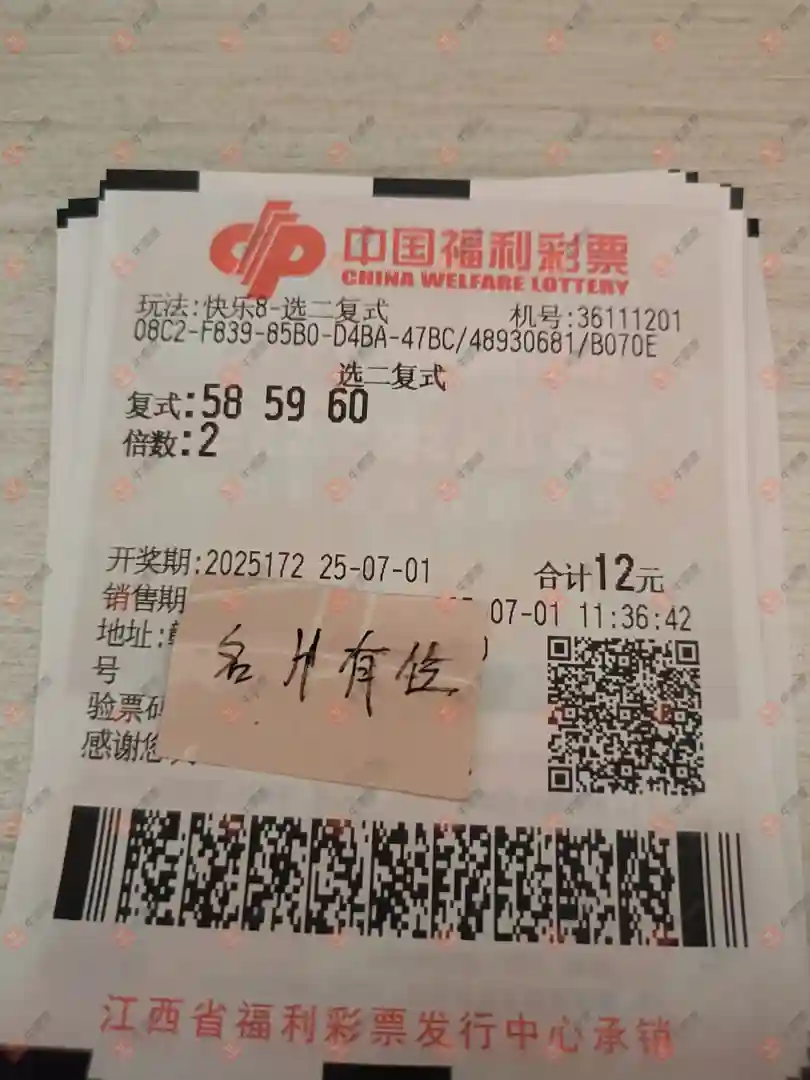 中国福利彩票
CHINA WELFARE LOTTERY
玩法:快乐8-选二复式 机号:36111201
08C2-F839-85B0-D4BA-47BC/48930681/B070E
选二复式
复式:58 59 60
倍数:2
开奖期:2025172 25-07-01 合计12元
销售期 07-01 11:36:42
地址:
号
名片有位
验票码
感谢您
江西省福利彩票发行中心承销